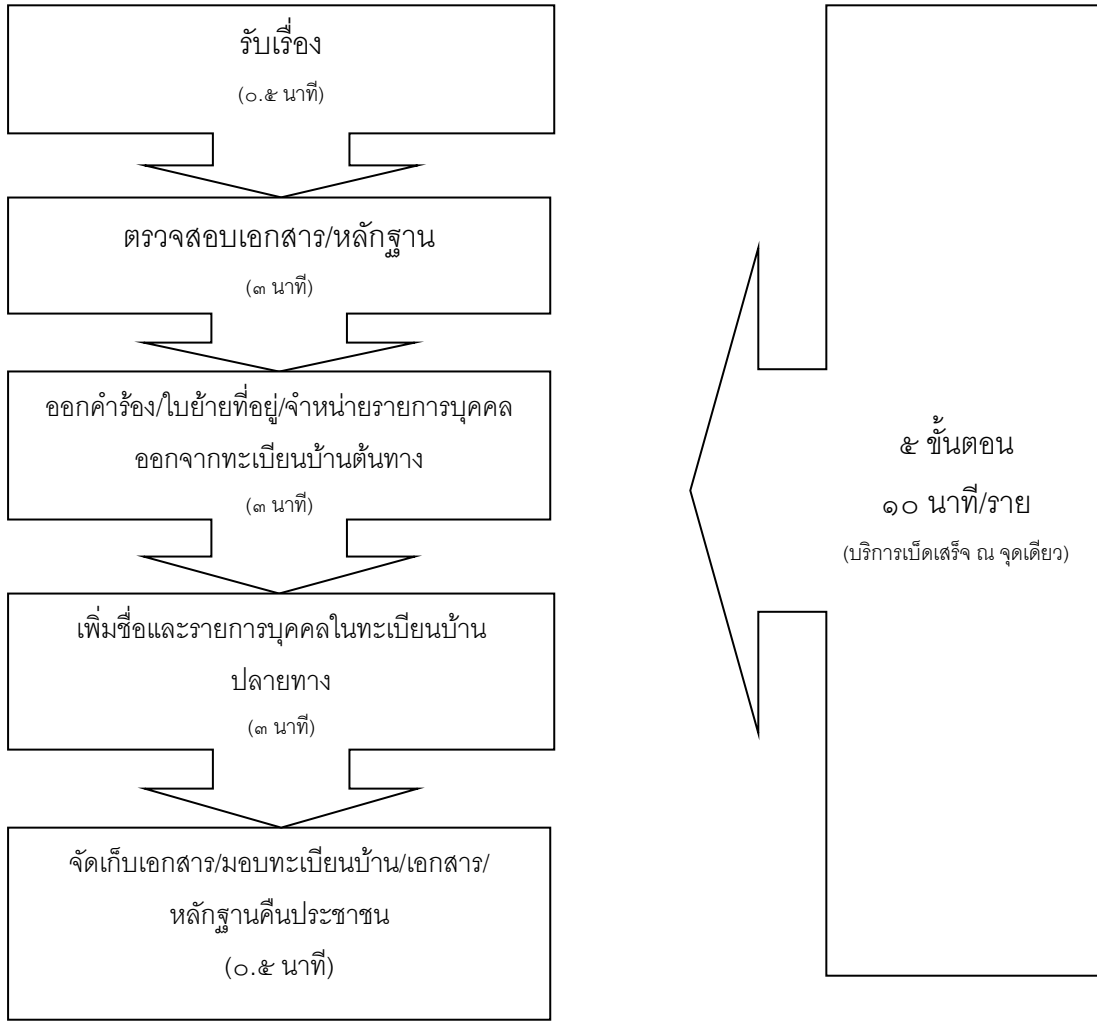 รับเรื่อง
(๐.๕ นาที)
ตรวจสอบเอกสาร/หลักฐาน
(๓ นาที)
ออกคำร้อง/ใบย้ายที่อยู่/จำหน่ายรายการบุคคล
ออกจากทะเบียนบ้านต้นทาง
(๓ นาที)
เพิ่มชื่อและรายการบุคคลในทะเบียนบ้าน
ปลายทาง
(๓ นาที)
จัดเก็บเอกสาร/มอบทะเบียนบ้าน/เอกสาร/
หลักฐานคืนประชาชน
(๐.๕ นาที)
๕ ขั้นตอน
๑๐ นาที/ราย
(บริการเบ็ดเสร็จ ณ จุดเดียว)